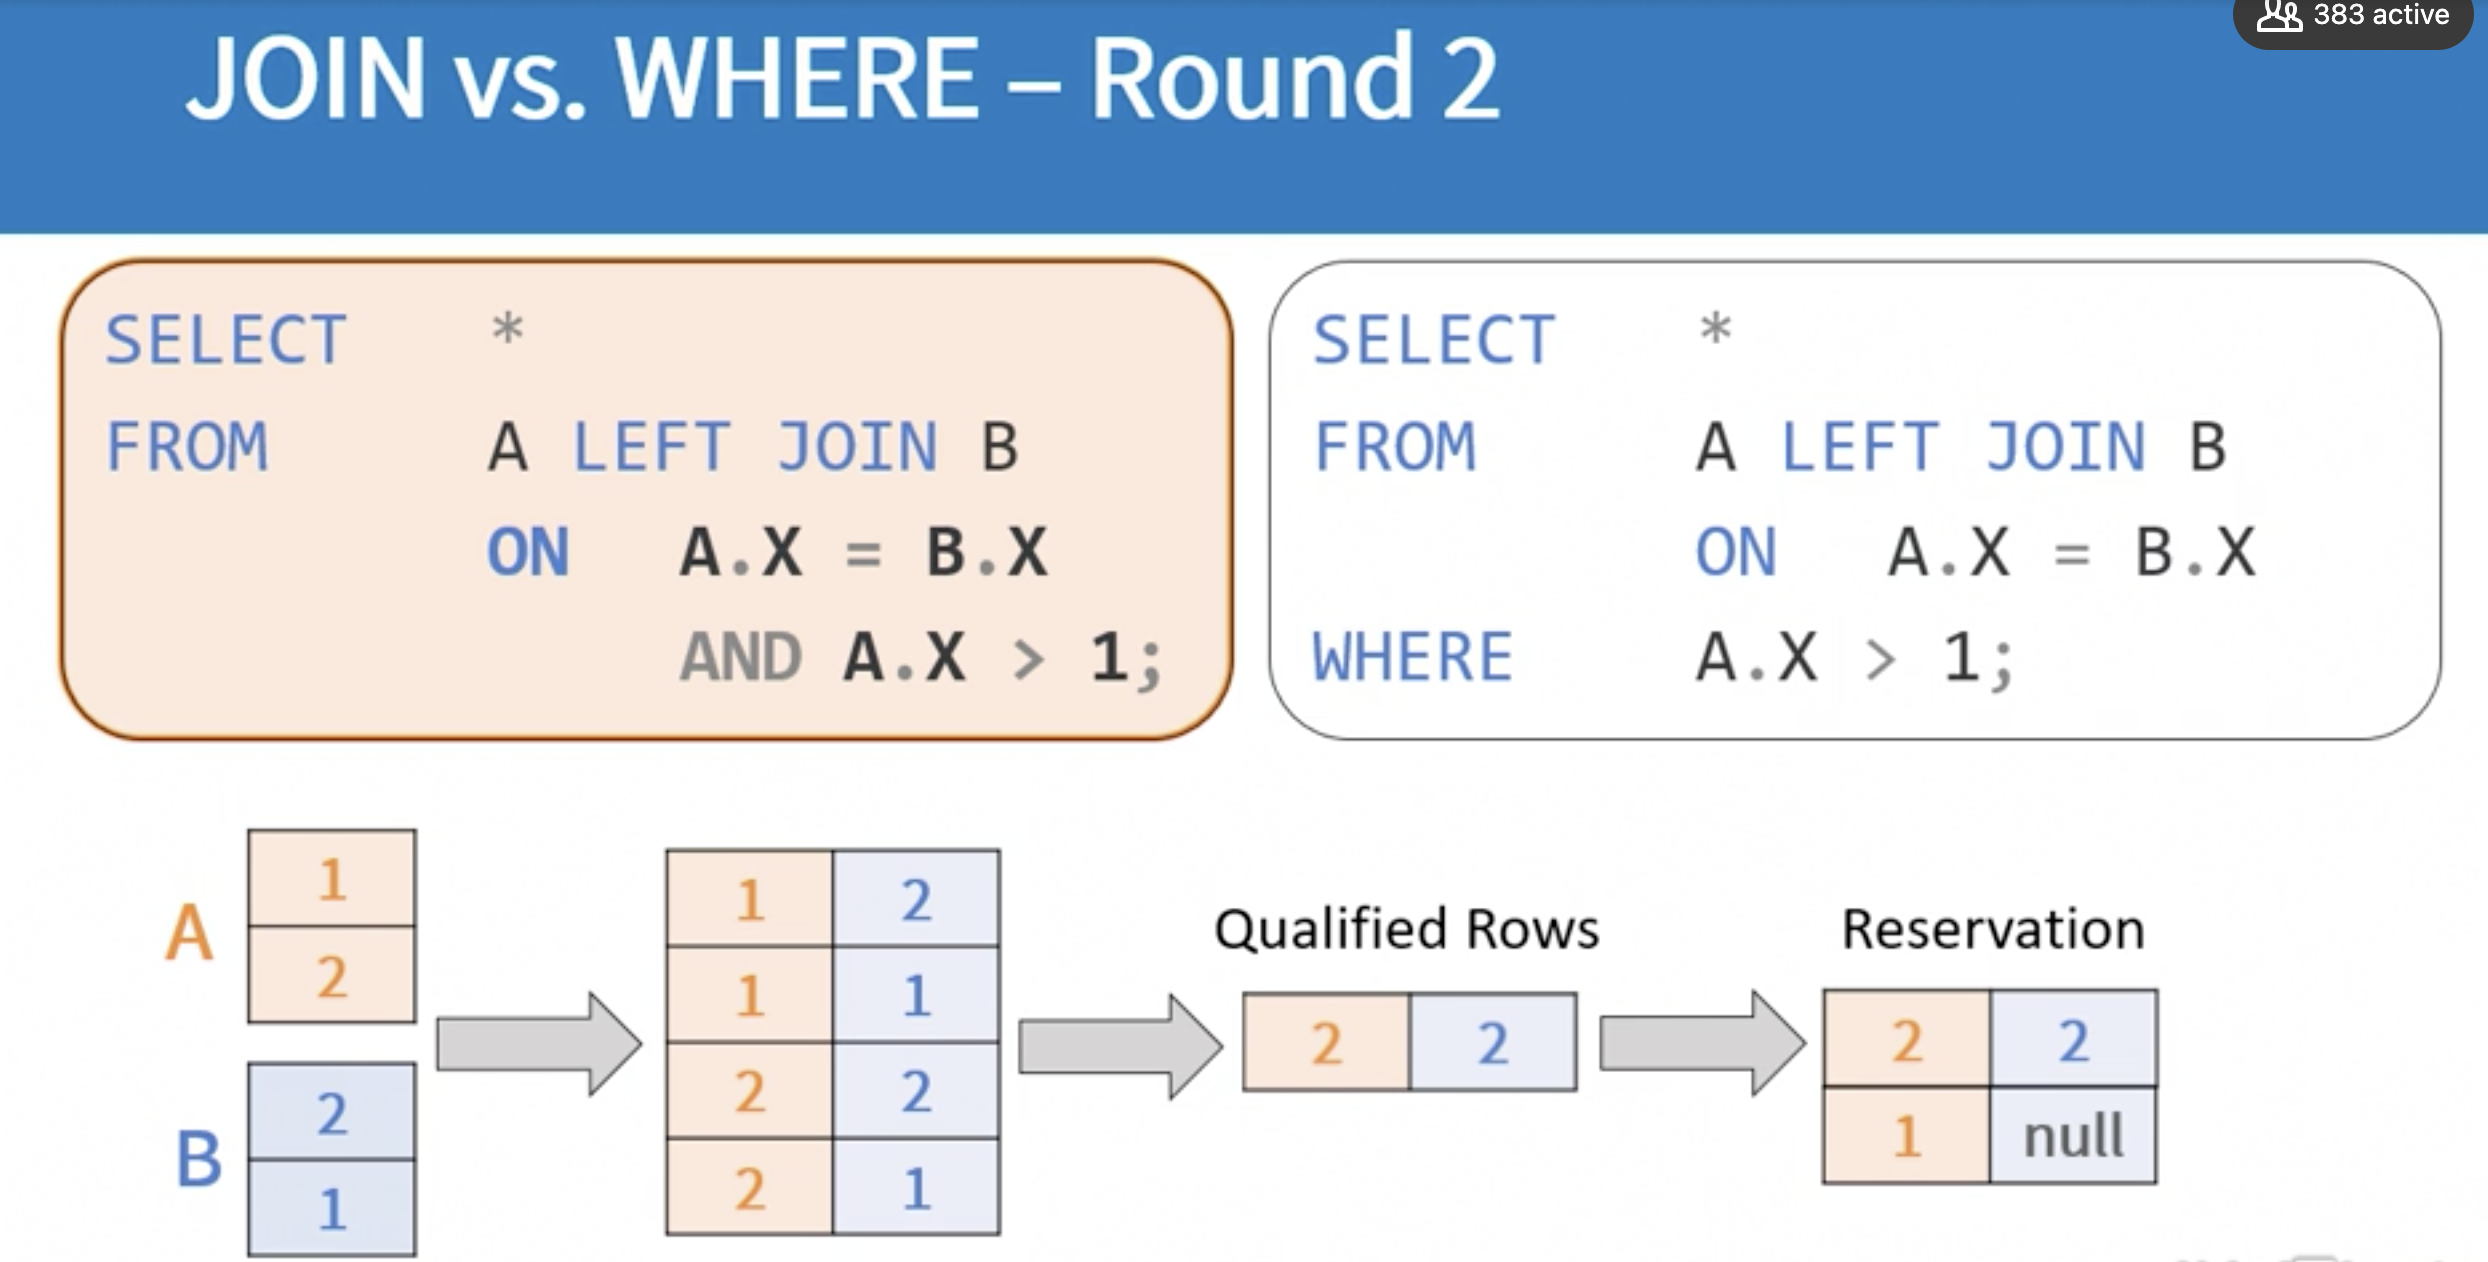 383 active
JOIN vs. WHERE – Round 2
SELECT *
FROM A LEFT JOIN B
ON A.X = B.X
AND A.X > 1;
SELECT *
FROM A LEFT JOIN B
ON A.X = B.X
WHERE A.X > 1;
A
1
2
B
2
1
1 2
1 1
2 2
2 1
Qualified Rows
2 2
Reservation
2 2
1 null